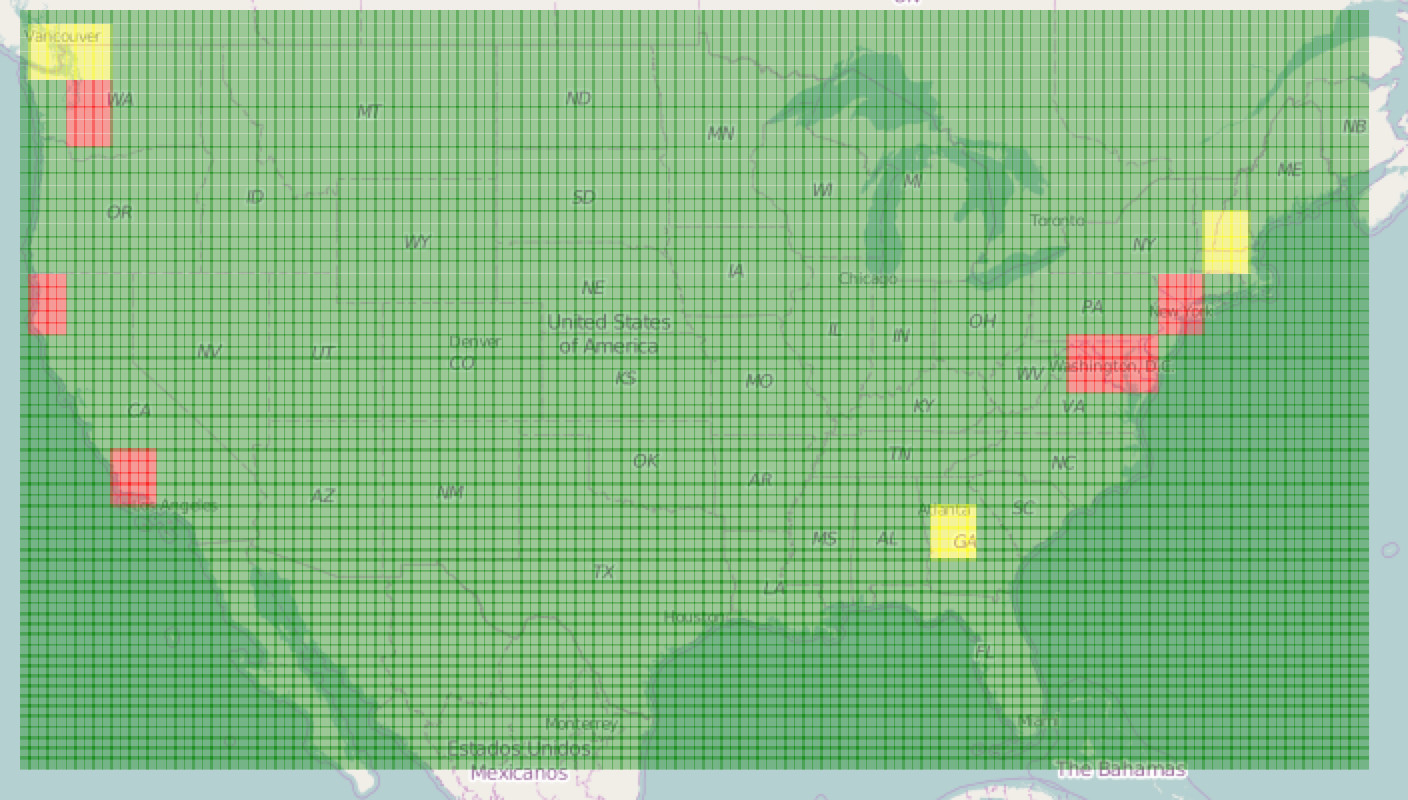 ON
Vancouver
WA
MT
ND
MN
NB
ME
WI
MI
ID
SD
OR
Toronto
NY
WY
IA
Chicago
NE
PA
New York
United States
of America
IL
IN
OH
Denver
NV
UT
CO
KS
MO
WV
Washington, D.C.
CA
KY
VA
OK
TN
NC
AZ
NM
AR
Los Angeles
Atlanta
SC
MS
AL
GA
TX
LA
Houston
FL
Monterrey
Miami
Estados Unidos
Mexicanos
The Bahamas